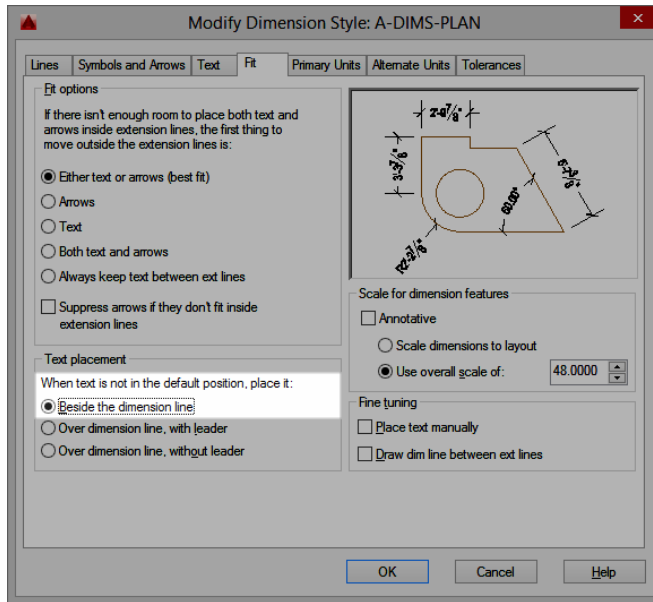 Modify Dimension Style: A-DIMS-PLAN
Lines Symbols and Arrows Text Fit Primary Units Alternate Units Tolerances
Fit options
If there isn't enough room to place both text and
arrows inside extension lines, the first thing to
move outside the extension lines is:
Either text or arrows (best fit)
Arrows
Text
Both text and arrows
Always keep text between ext lines
Suppress arrows if they don't fit inside
extension lines
Text placement
When text is not in the default position, place it:
Beside the dimension line
Over dimension line, with leader
Over dimension line, without leader
60.00°
Scale for dimension features
Annotative
Scale dimensions to layout
Use overall scale of: 48.0000
Fine tuning
Place text manually
Draw dim line between ext lines
OK Cancel Help